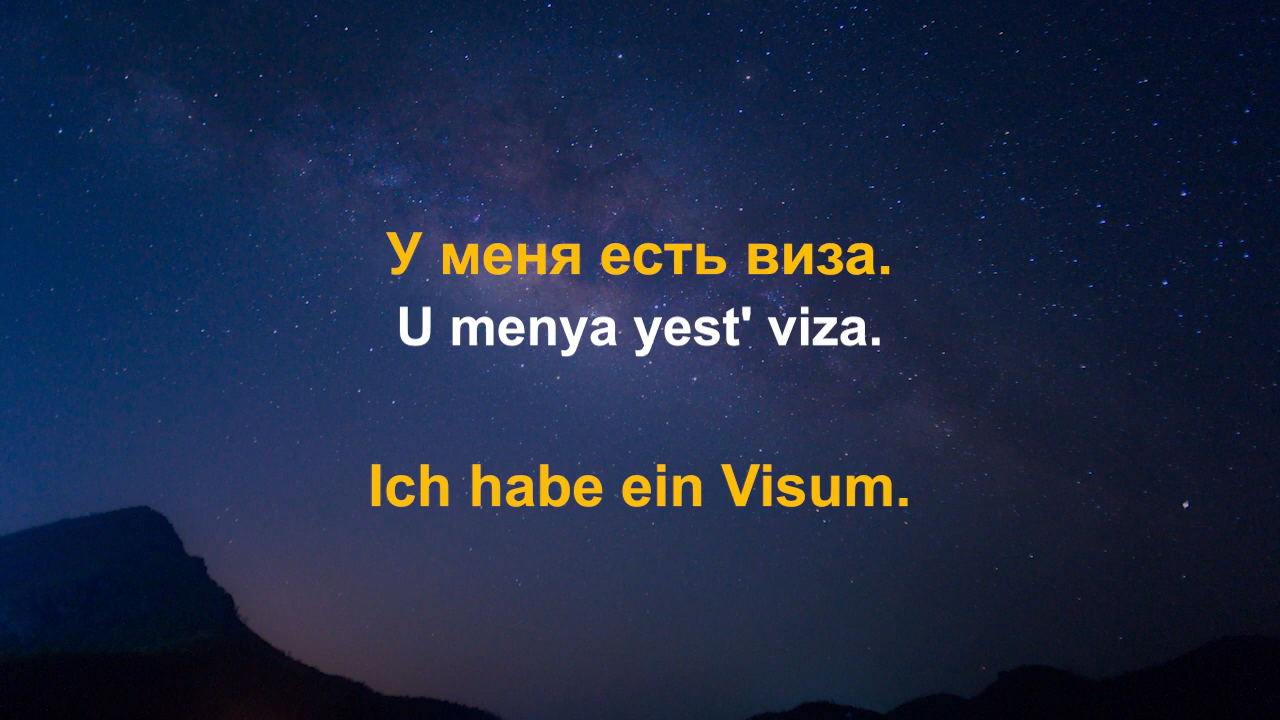 У меня есть виза.
U menya yest' viza.
Ich habe ein Visum.